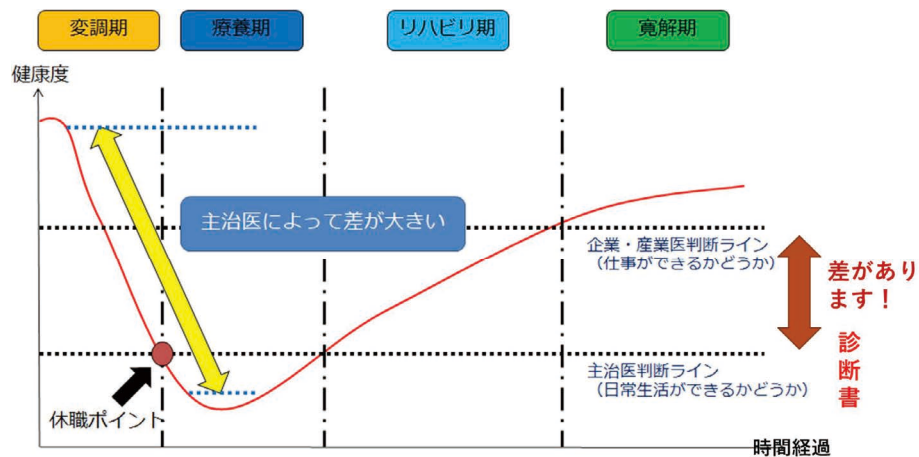 変調期
療養期
リハビリ期
寛解期
健康度
主治医によって差が大きい
企業・産業医判断ライン
（仕事ができるかどうか）
差があり
ます！
主治医判断ライン
（日常生活ができるかどうか）
診断書
休職ポイント
時間経過